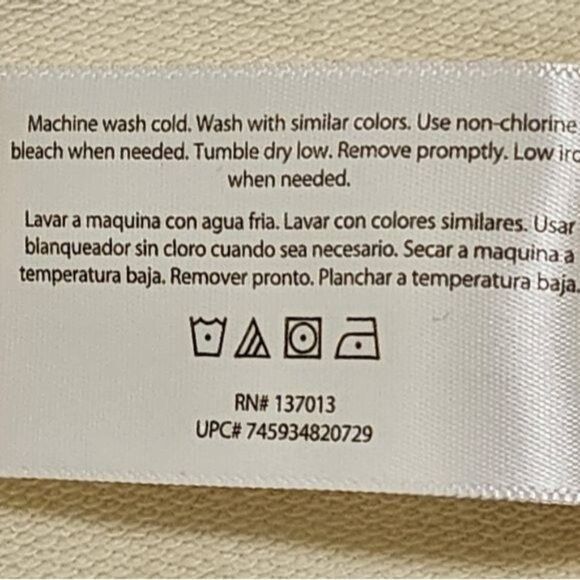 Machine wash cold. Wash with similar colors. Use non-chlorine
bleach when needed. Tumble dry low. Remove promptly. Low iro
when needed.
Lavar a maquina con agua fria. Lavar con colores similares. Usar
blanqueador sin cloro cuando sea necesario. Secar a maquina a
temperatura baja. Remover pronto. Planchar a temperatura baja.
RN# 137013
UPC# 745934820729